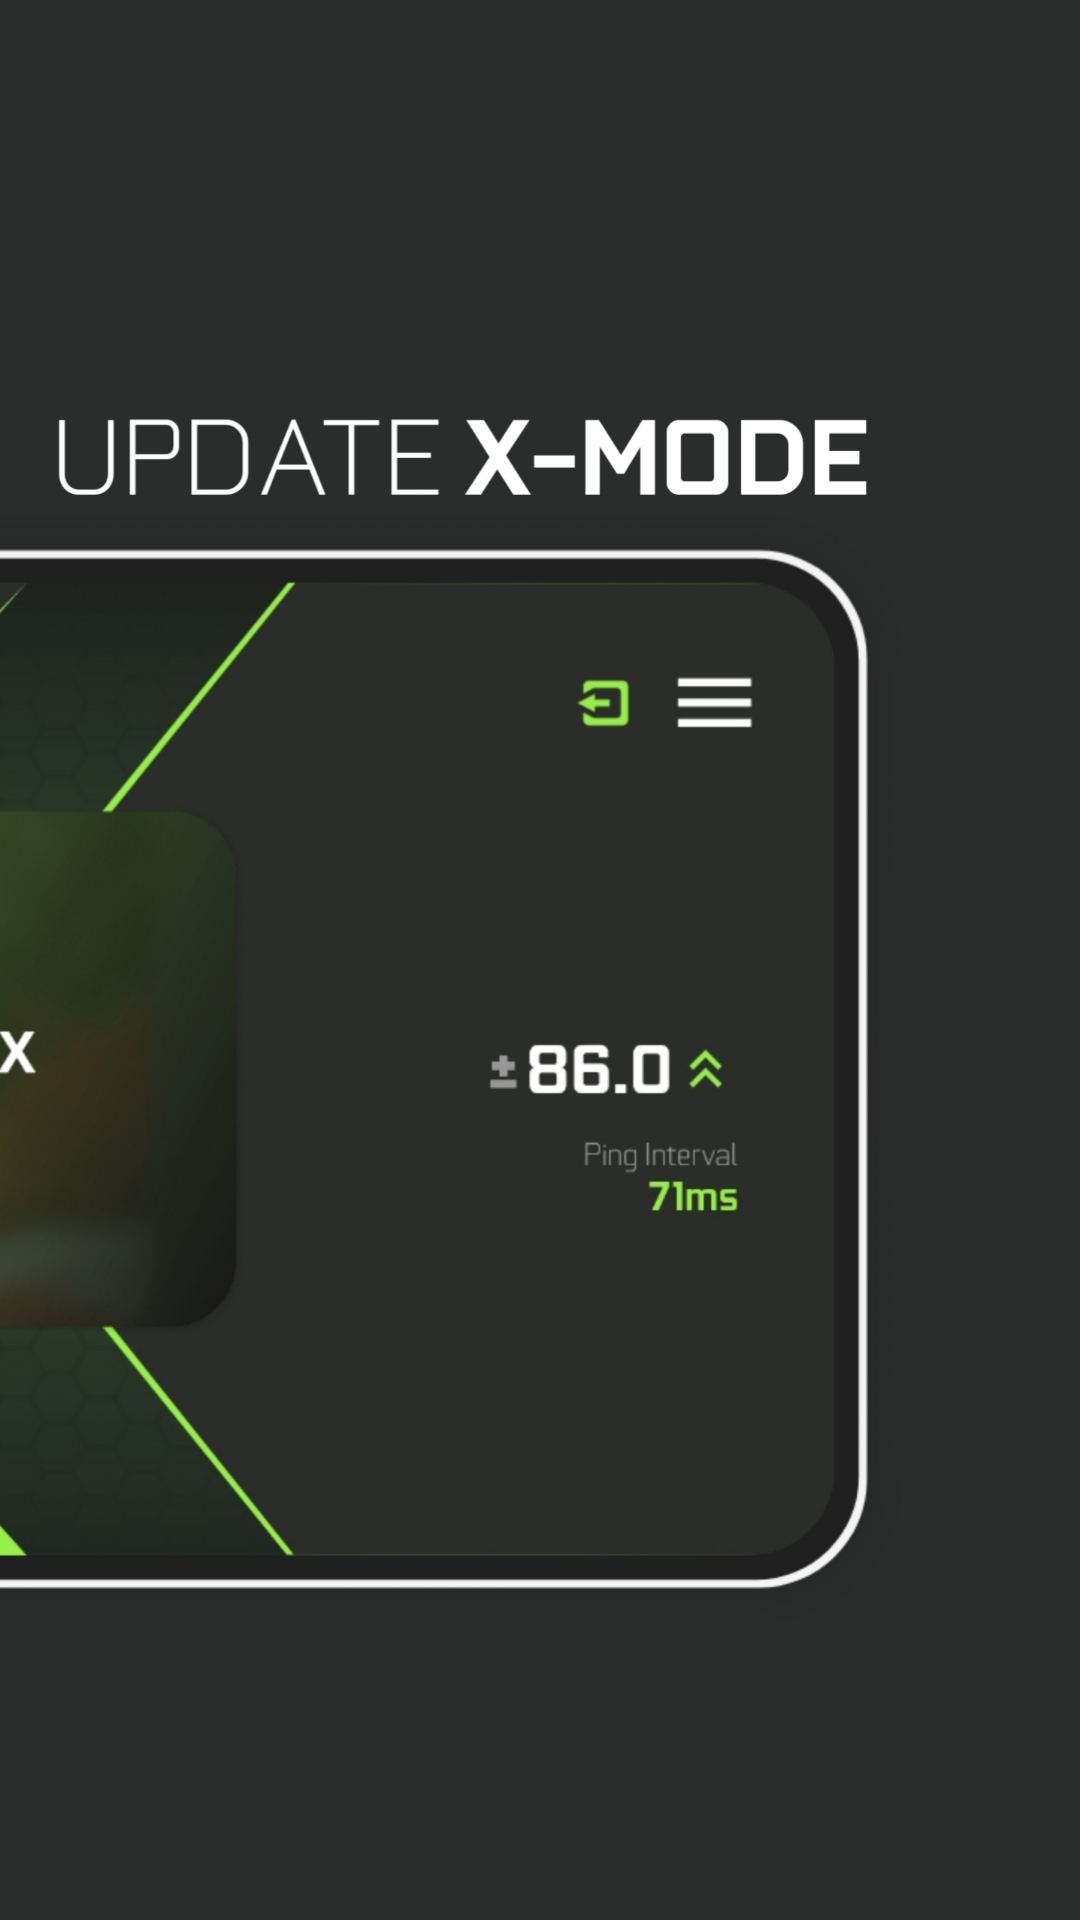 UPDATE X-MODE
X
±86.0
Ping Interval
71ms